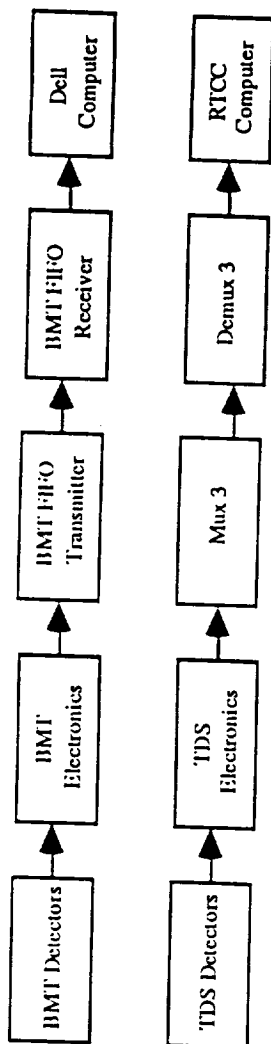 BMT Detectors
BMT
Electronics
BMT FIFO
Transmitter
BMT FIFO
Receiver
Dell
Computer
TDS Detectors
TDS
Electronics
Mux 3
Demux 3
RTCC
Computer